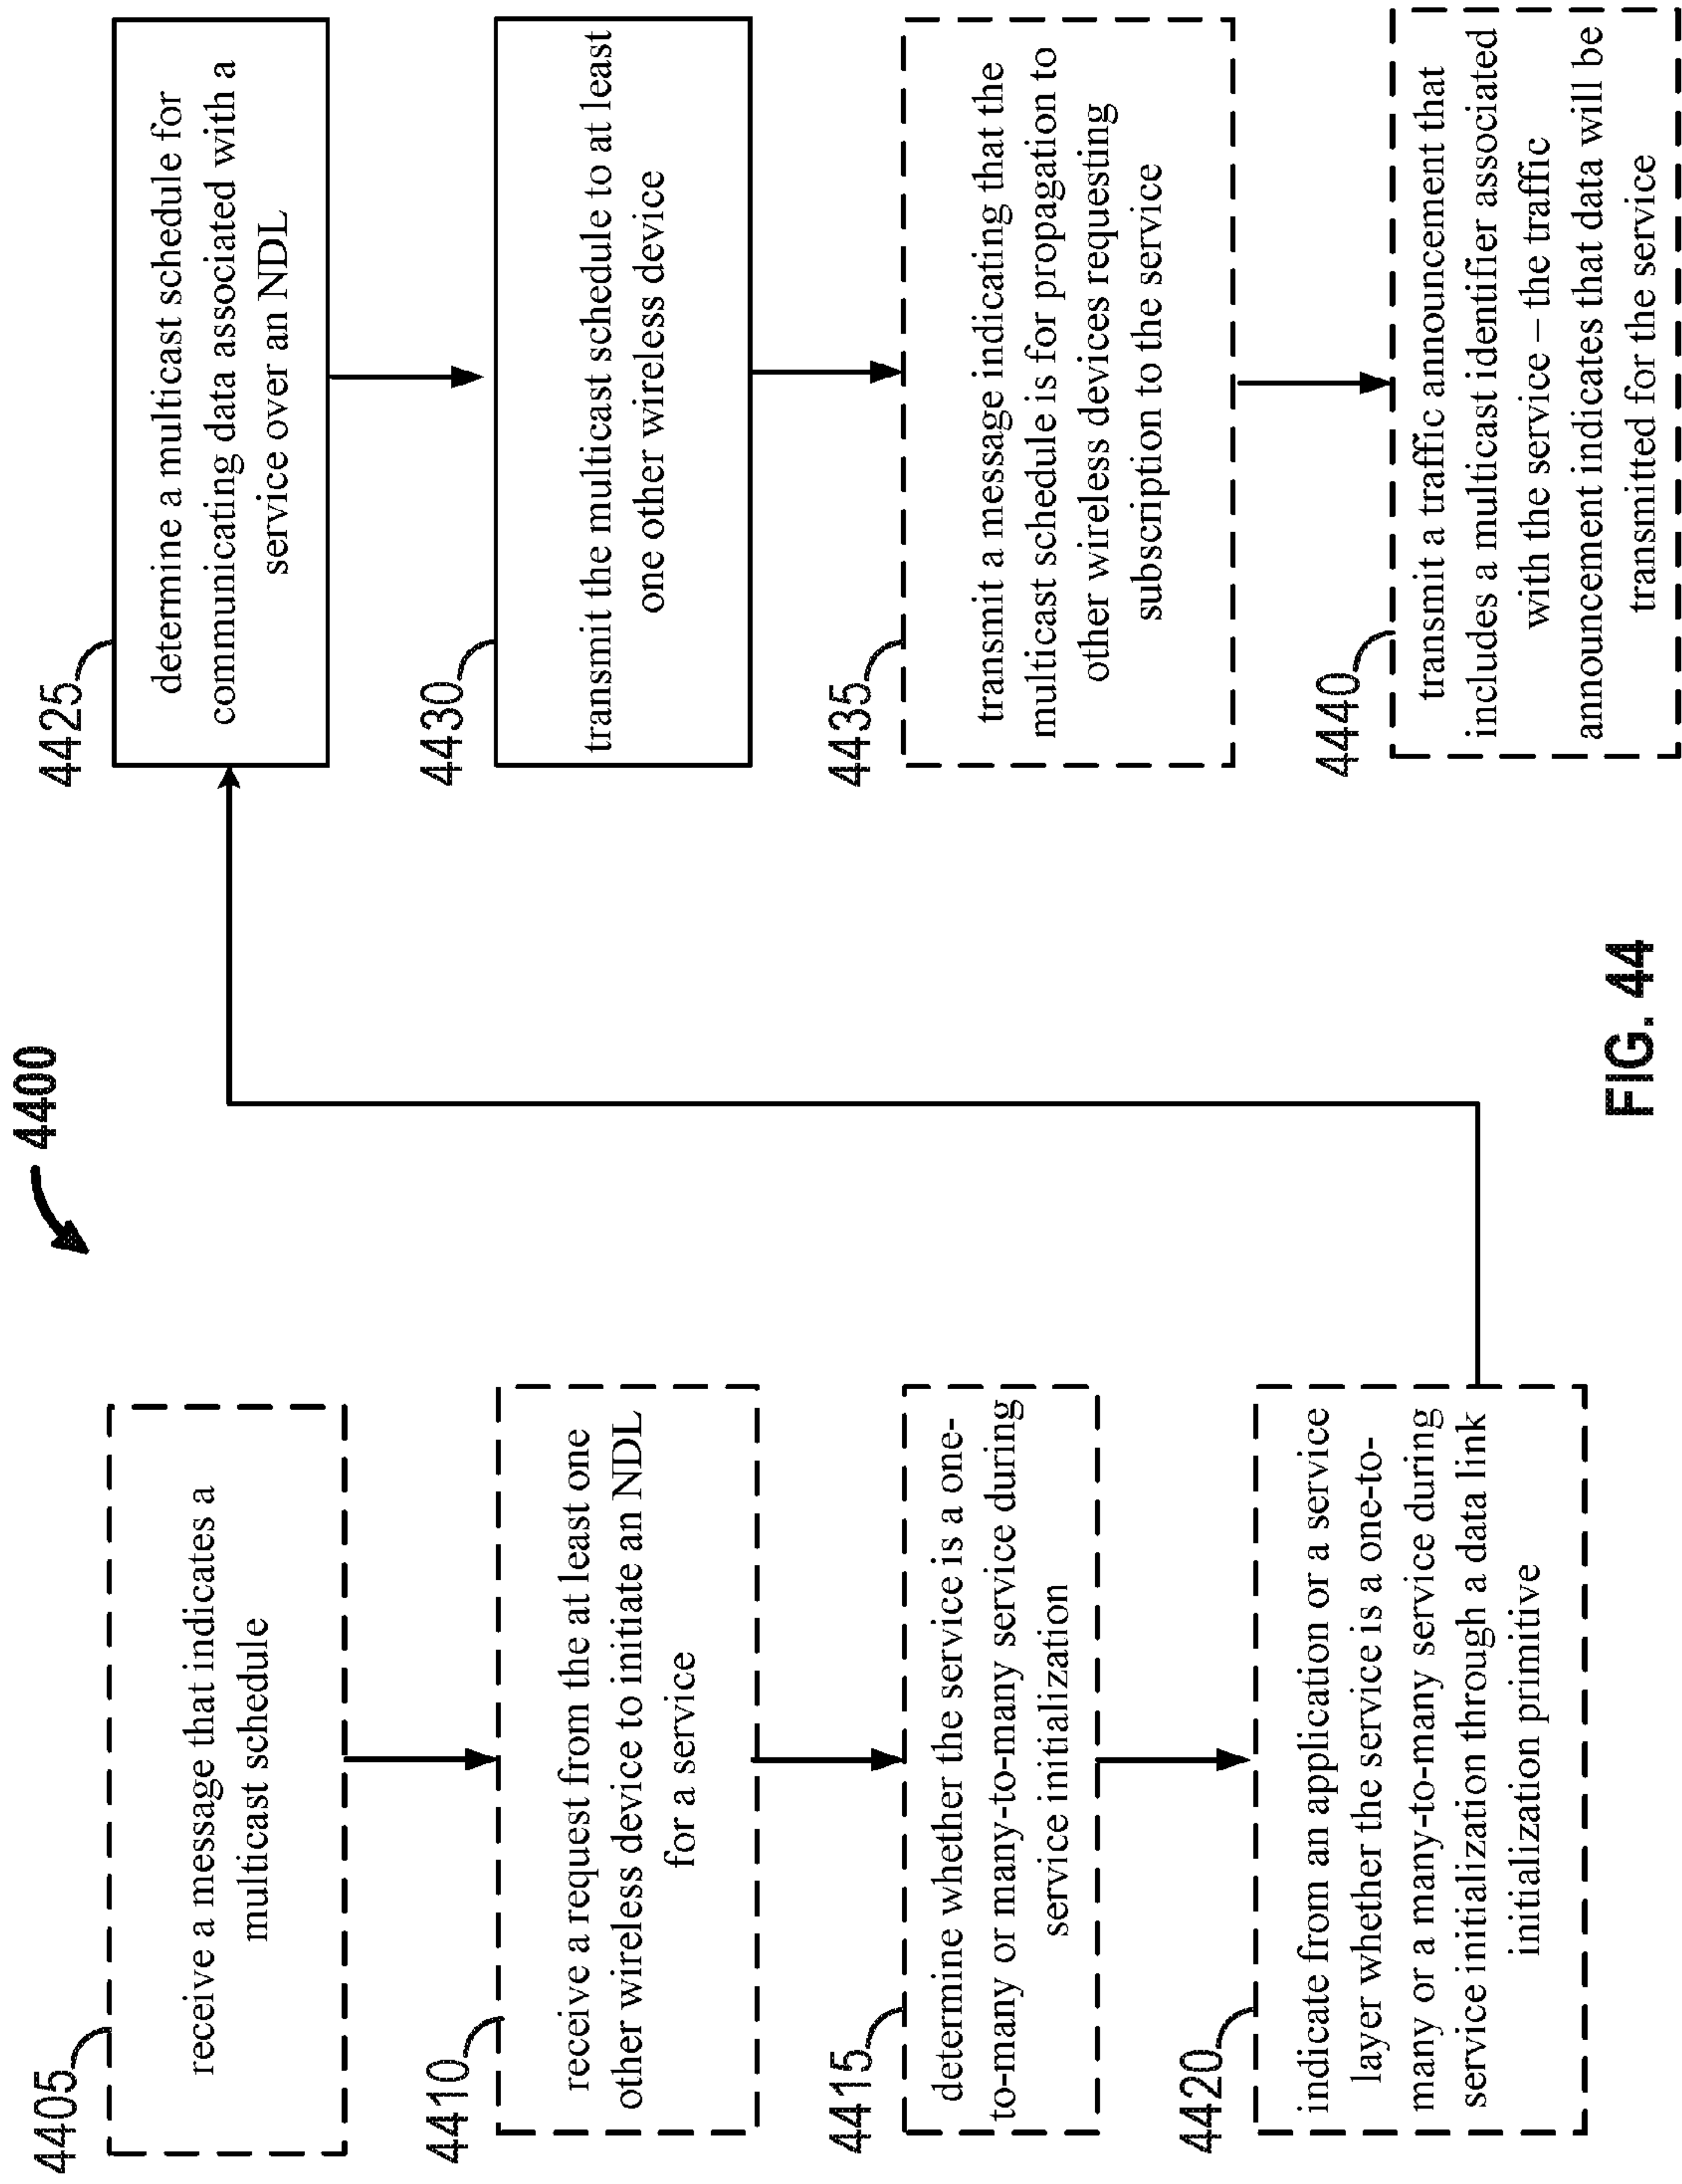 4400
4405
receive a message that indicates a
multicast schedule
4410
receive a request from the at least one
other wireless device to initiate an NDL
for a service
4415
determine whether the service is a one-
to-many or many-to-many service during
service initialization
4420
indicate from an application or a service
layer whether the service is a one-to-
many or a many-to-many service during
service initialization through a data link
initialization primitive
4425
determine a multicast schedule for
communicating data associated with a
service over an NDL
4430
transmit the multicast schedule to at least
one other wireless device
4435
transmit a message indicating that the
multicast schedule is for propagation to
other wireless devices requesting
subscription to the service
4440
transmit a traffic announcement that
includes a multicast identifier associated
with the service – the traffic
announcement indicates that data will be
transmitted for the service
FIG. 44